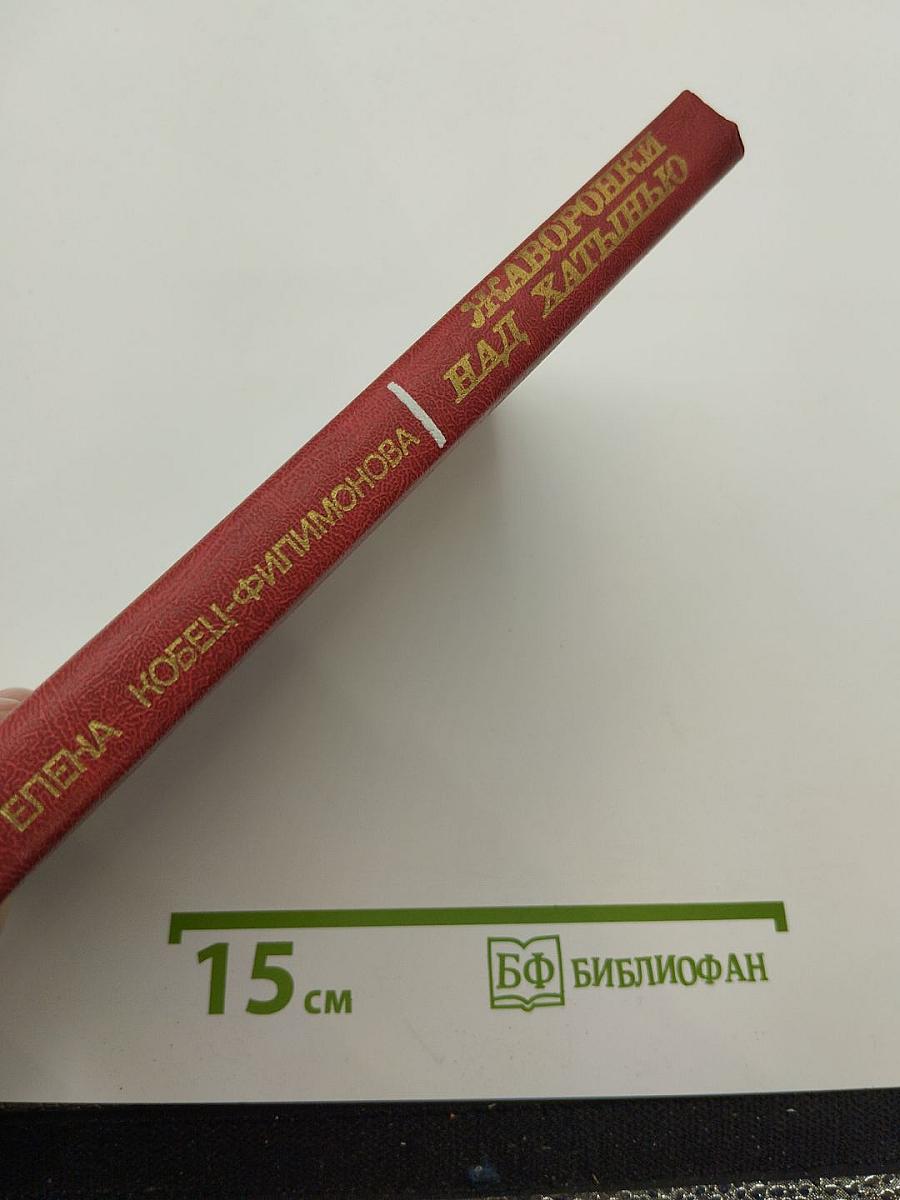 ЕЛЕНА КОБЕЦ-ФИЛИМОНОВА
ЖАВОРОНКИ
НАД ХАТЫНЬЮ
15 см
БФ БИБЛИОФАН